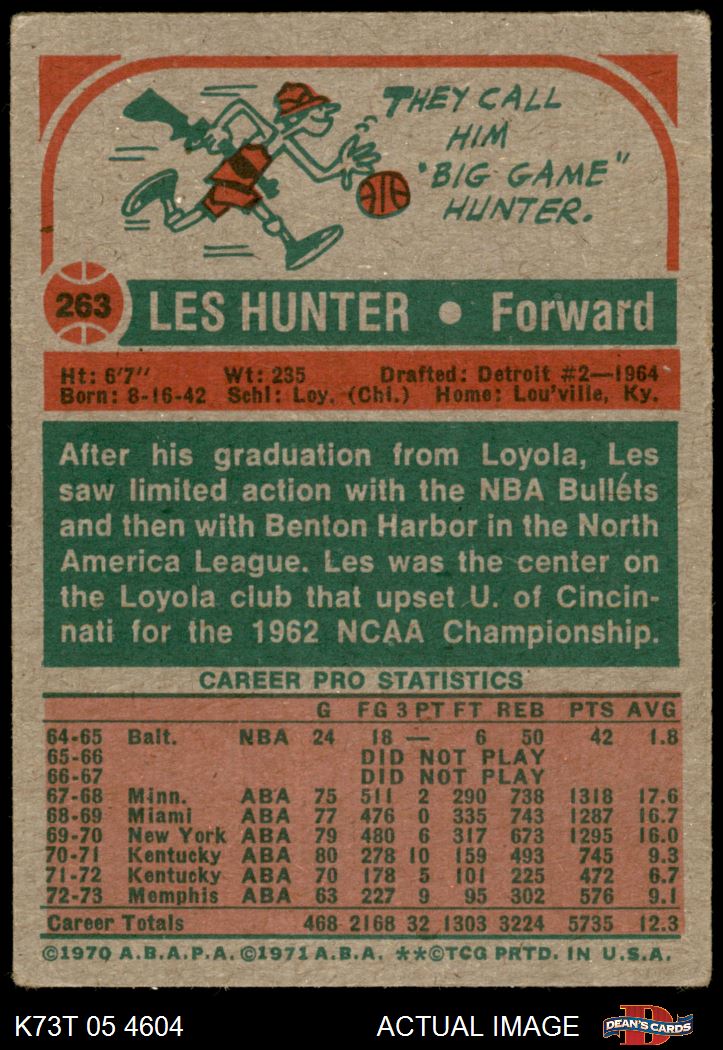 THEY CALL
HIM
"BIG GAME"
HUNTER.
263 LES HUNTER • Forward
Ht: 6'7" Wt: 235 Drafted: Detroit #2—1964
Born: 8-16-42 Schl: Loy. (Chi.) Home: Lou'ville, Ky.
After his graduation from Loyola, Les
saw limited action with the NBA Bullets
and then with Benton Harbor in the North
America League. Les was the center on
the Loyola club that upset U. of Cincin-
nati for the 1962 NCAA Championship.
CAREER PRO STATISTICS
G FG 3 PT FT REB PTS AVG
64-65 Balt. NBA 24 18 — 6 50 42 1.8
65-66 DID NOT PLAY
66-67 DID NOT PLAY
67-68 Minn. ABA 75 511 2 290 738 1318 17.6
68-69 Miami ABA 77 476 0 335 743 1287 16.7
69-70 New York ABA 79 480 6 317 673 1295 16.0
70-71 Kentucky ABA 80 278 10 159 493 745 9.3
71-72 Kentucky ABA 70 178 5 101 225 472 6.7
72-73 Memphis ABA 63 227 9 95 302 576 9.1
Career Totals 468 2168 32 1303 3224 5735 12.3
©1970 A.B.A.P.A. ©1971 A.B.A. **©TCG PRTD. IN U.S.A.
K73T 05 4604 ACTUAL IMAGE DEAN'S CARDS